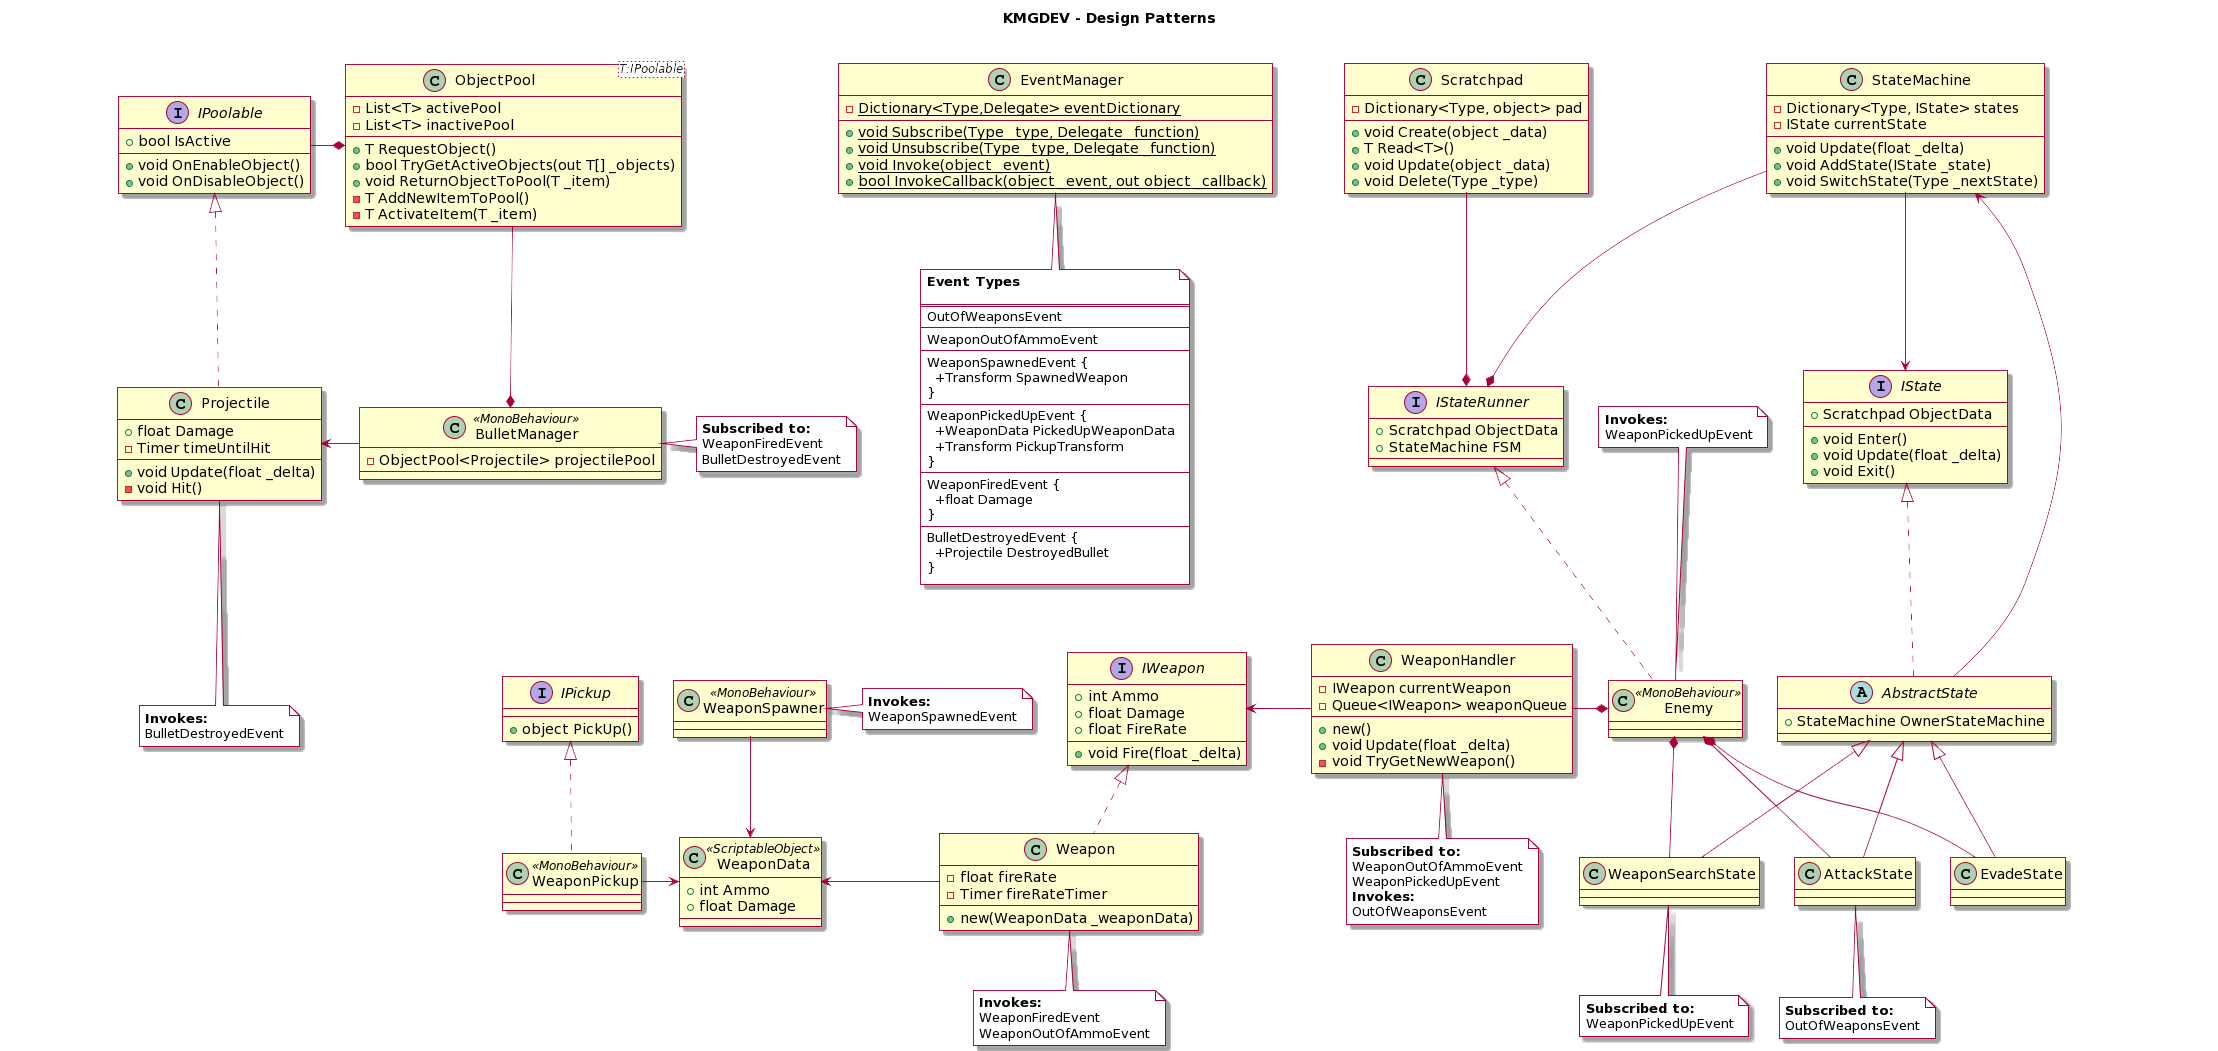 KMGDEV - Design Patterns
I IPoolable
bool IsActive
void OnEnableObject()
void OnDisableObject()
T:IPoolable
C ObjectPool
List<T> activePool
List<T> inactivePool
T RequestObject()
bool TryGetActiveObjects(out T[] _objects)
void ReturnObjectToPool(T _item)
T AddNewItemToPool()
T ActivateItem(T _item)
C EventManager
Dictionary<Type,Delegate> eventDictionary
void Subscribe(Type _type, Delegate _function)
void Unsubscribe(Type _type, Delegate _function)
void Invoke(object _event)
bool InvokeCallback(object _event, out object _callback)
C Scratchpad
Dictionary<Type, object> pad
void Create(object _data)
T Read<T>()
void Update(object _data)
void Delete(Type _type)
C StateMachine
Dictionary<Type, IState> states
IState currentState
void Update(float _delta)
void AddState(IState _state)
void SwitchState(Type _nextState)
Event Types
OutOfWeaponsEvent
WeaponOutOfAmmoEvent
WeaponSpawnedEvent {
+Transform SpawnedWeapon
}
WeaponPickedUpEvent {
+WeaponData PickedUpWeaponData
+Transform PickupTransform
}
WeaponFiredEvent {
+float Damage
}
BulletDestroyedEvent {
+Projectile DestroyedBullet
}
C Projectile
float Damage
Timer timeUntilHit
void Update(float _delta)
void Hit()
«MonoBehaviour»
C BulletManager
ObjectPool<Projectile> projectilePool
Subscribed to:
WeaponFiredEvent
BulletDestroyedEvent
I IStateRunner
Scratchpad ObjectData
StateMachine FSM
Invokes:
WeaponPickedUpEvent
I IState
Scratchpad ObjectData
void Enter()
void Update(float _delta)
void Exit()
Invokes:
BulletDestroyedEvent
I IPickup
object PickUp()
«MonoBehaviour»
C WeaponSpawner
Invokes:
WeaponSpawnedEvent
I IWeapon
int Ammo
float Damage
float FireRate
void Fire(float _delta)
C WeaponHandler
IWeapon currentWeapon
Queue<IWeapon> weaponQueue
new()
void Update(float _delta)
void TryGetNewWeapon()
«MonoBehaviour»
C Enemy
A AbstractState
StateMachine OwnerStateMachine
«MonoBehaviour»
C WeaponPickup
«ScriptableObject»
C WeaponData
int Ammo
float Damage
C Weapon
float fireRate
Timer fireRateTimer
new(WeaponData _weaponData)
Subscribed to:
WeaponOutOfAmmoEvent
WeaponPickedUpEvent
Invokes:
OutOfWeaponsEvent
C WeaponSearchState
C AttackState
C EvadeState
Invokes:
WeaponFiredEvent
WeaponOutOfAmmoEvent
Subscribed to:
WeaponPickedUpEvent
Subscribed to:
OutOfWeaponsEvent